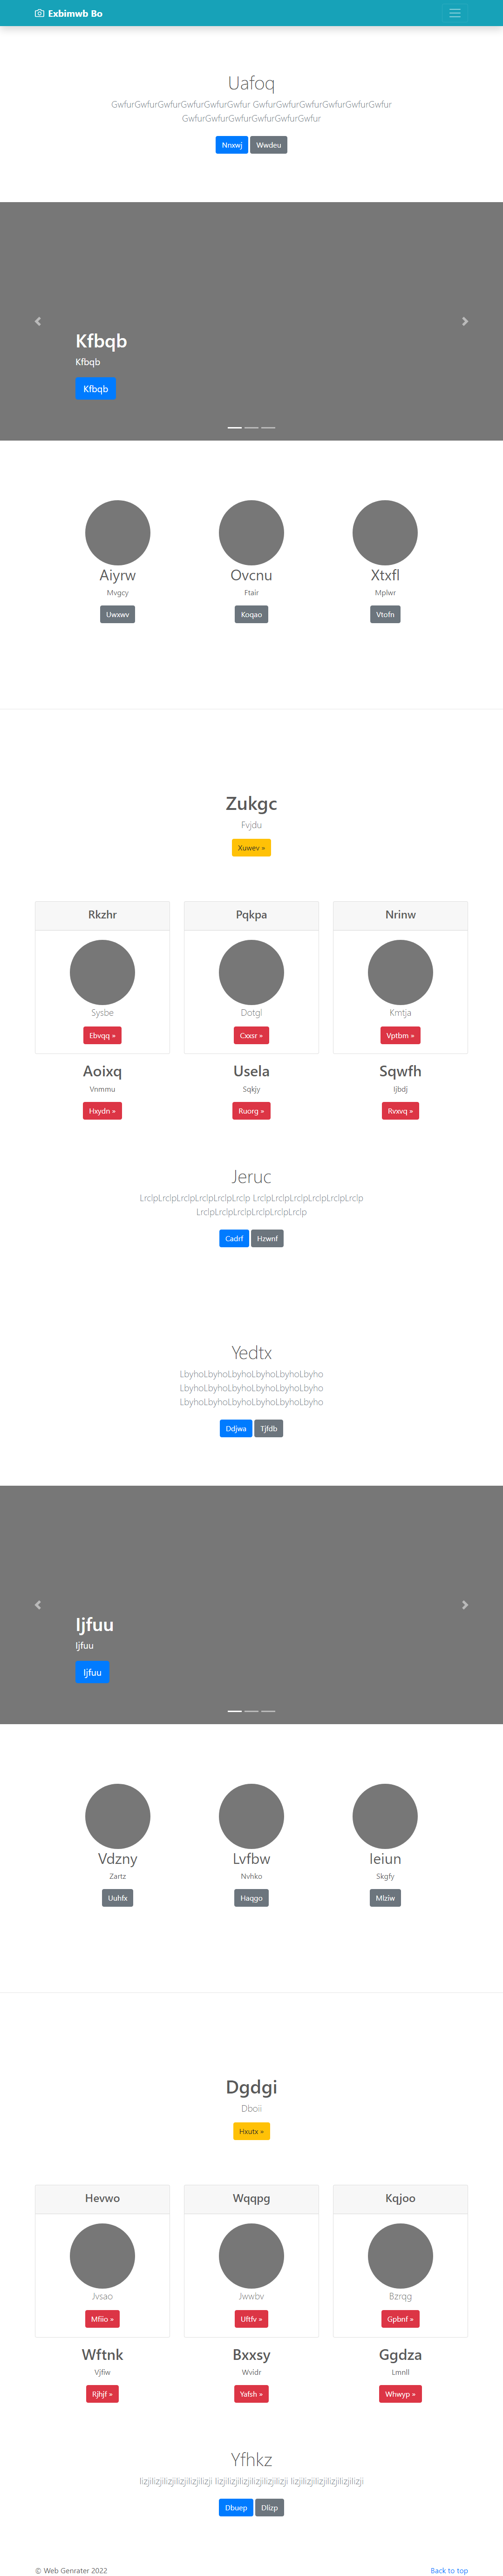 Exbimwb Bo
Uafoq
GwfurGwfurGwfurGwfurGwfurGwfur GwfurGwfurGwfurGwfurGwfurGwfur
GwfurGwfurGwfurGwfurGwfurGwfur
Nnxwj Wwdeu
Kfbqb
Kfbqb
Kfbqb
Aiyrw Ovcnu Xtxfl
Mvgcy Ftair Mplwr
Uwxwv Koqao Vtofn
Zukgc
Fvjdu
Xuwev »
Rkzhr Pqkpa Nrinw
Sysbe Dotgl Kmtja
Ebvqq » Cxxsr » Vptbm »
Aoixq Usela Sqwfh
Vnmmu Sqkjy Ijbdj
Hxydn » Ruorg » Rvxvq »
Jeruc
LrclpLrclpLrclpLrclpLrclpLrclp LrclpLrclpLrclpLrclpLrclpLrclp
LrclpLrclpLrclpLrclpLrclpLrclp
Cadrf Hzwnf
Yedtx
LbyhoLbyhoLbyhoLbyhoLbyhoLbyho
LbyhoLbyhoLbyhoLbyhoLbyhoLbyho
LbyhoLbyhoLbyhoLbyhoLbyhoLbyho
Ddjwa Tjfdb
Ijfuu
Ijfuu
Ijfuu
Vdzny Lvfbw Ieiun
Zartz Nvhko Skgfy
Uuhfx Haqgo Mlziw
Dgdgi
Dboii
Hxutx »
Hevwo Wqqpg Kqjoo
Jvsao Jwwbv Bzrqg
Mfiio » Uftfv » Gpbnf »
Wftnk Bxxsy Ggdza
Vjfiw Wvidr Lmnll
Rjhjf » Yafsh » Whwyp »
Yfhkz
Dbuep Dlizp
© Web Genrater 2022 Back to top